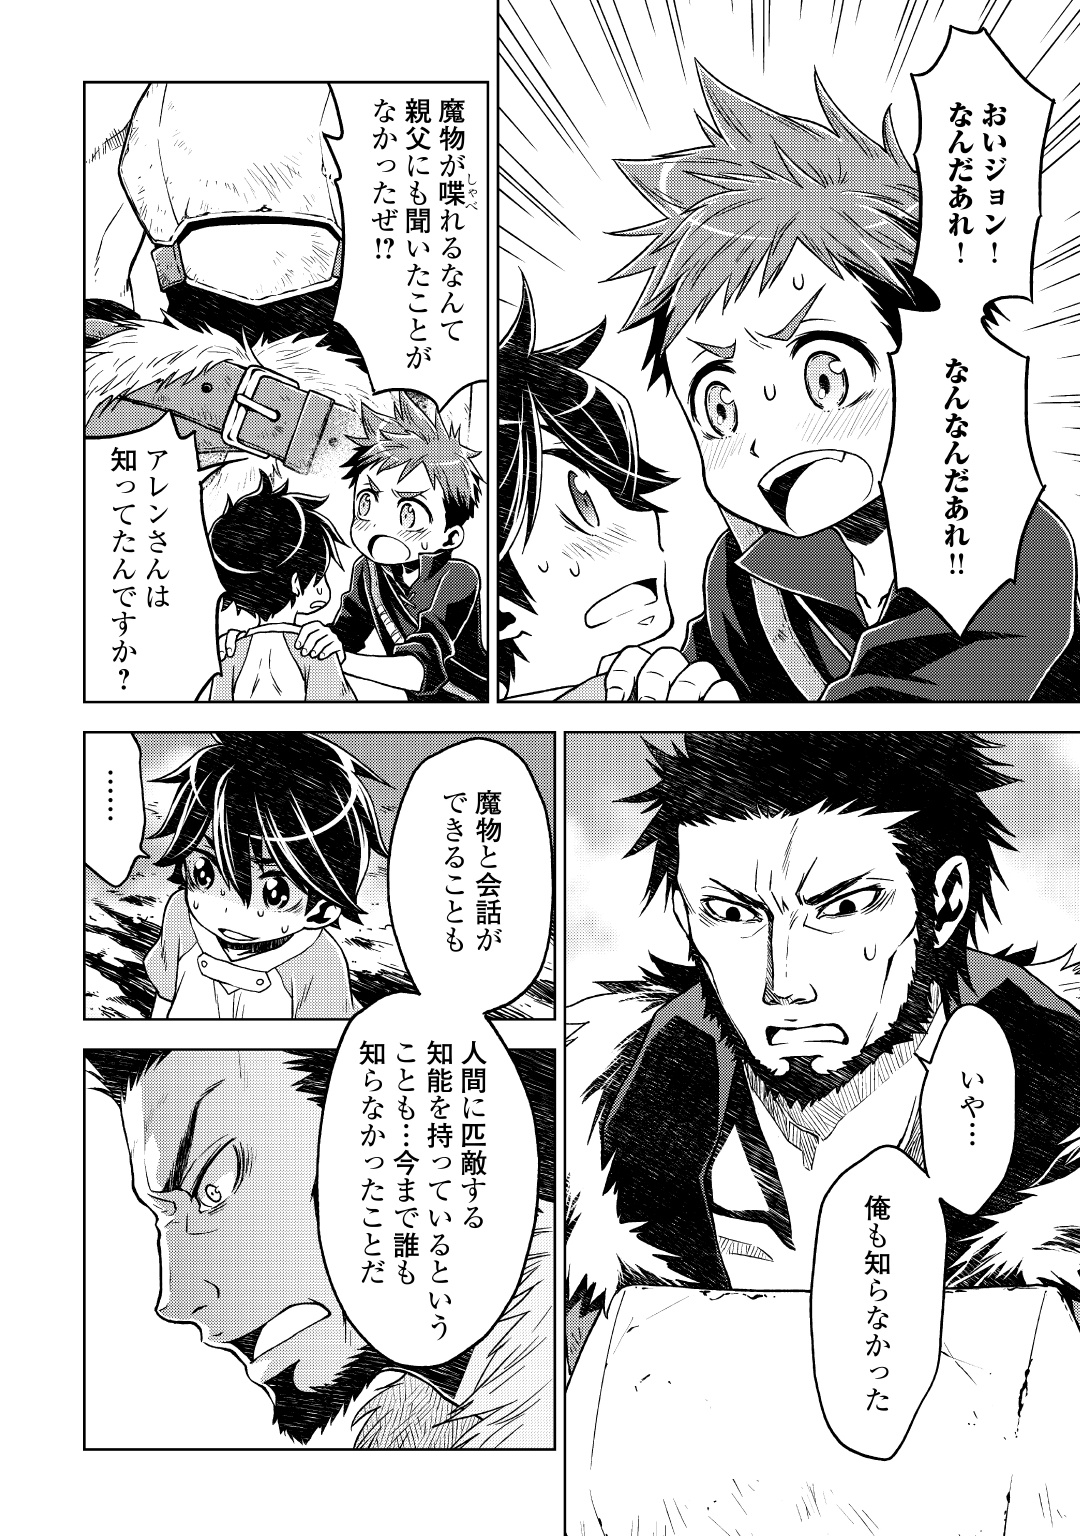 おいジョン！
なんだあれ！
なんなんだあれ!!
魔物が喋れるなんて
しゃべ
親父にも聞いたことが
なかったぜ!?
アレンさんは
知ってたんですか？
いや…
俺も知らなかった
魔物と会話が
できることも
人間に匹敵する
知能を持っているという
ことも…今まで誰も
知らなかったことだ
……